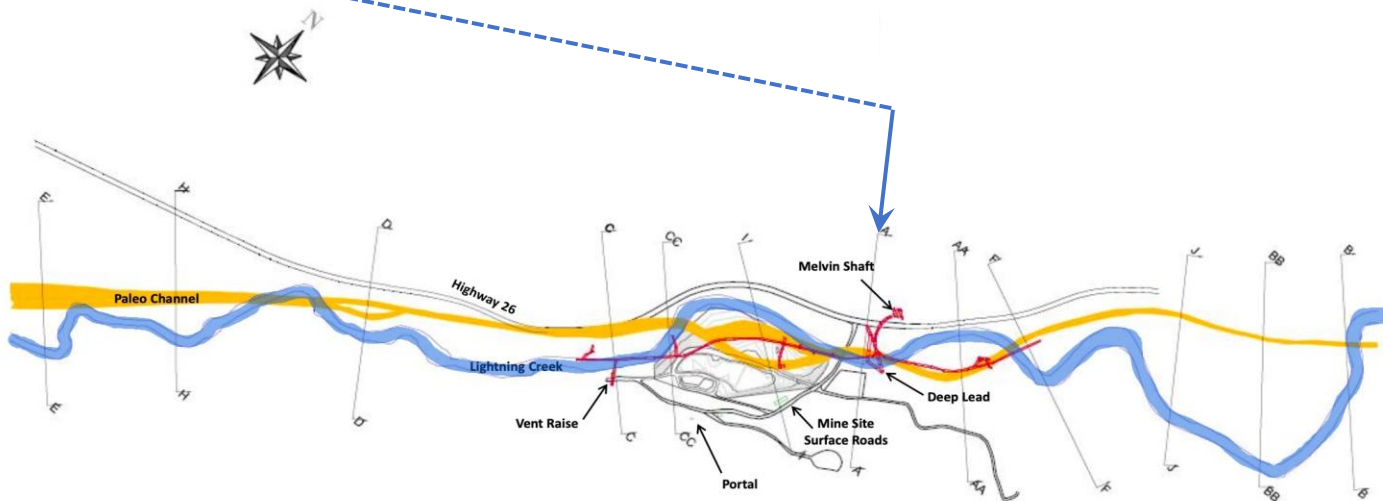 N
E'
H'
D'
C'
CC'
I'
A'
AA'
F'
J'
BB'
B'
Melvin Shaft
Paleo Channel
Highway 26
Lightning Creek
Vent Raise
Deep Lead
Mine Site
Surface Roads
Portal
E
H
D
C
CC
I
A
AA
F
J
BB
B